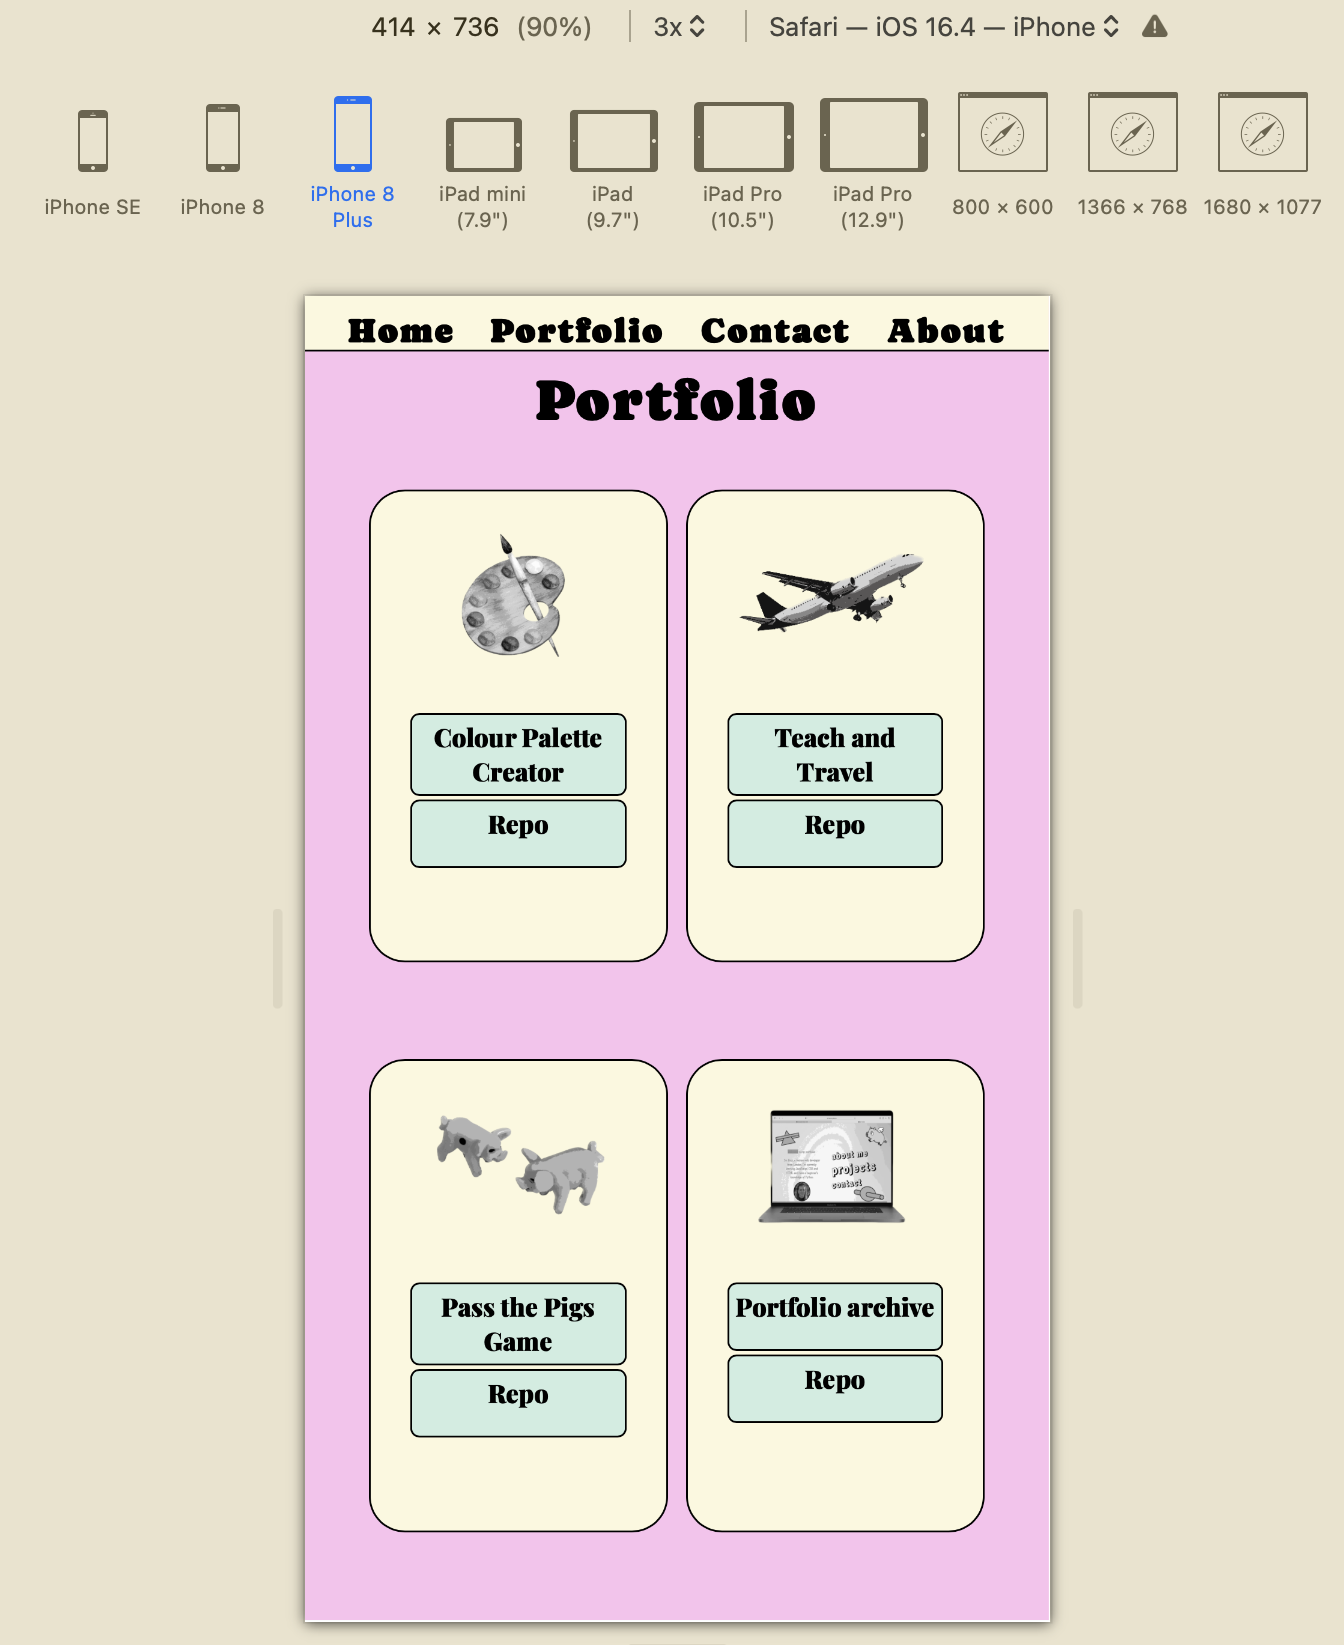 414 × 736 (90%) 3x Safari — iOS 16.4 — iPhone
iPhone SE
iPhone 8
iPhone 8
Plus
iPad mini
(7.9")
iPad
(9.7")
iPad Pro
(10.5")
iPad Pro
(12.9")
800 × 600
1366 × 768
1680 × 1077
Home Portfolio Contact About
Portfolio
Colour Palette
Creator
Repo
Teach and
Travel
Repo
Pass the Pigs
Game
Repo
about me
projects
contact
Portfolio archive
Repo